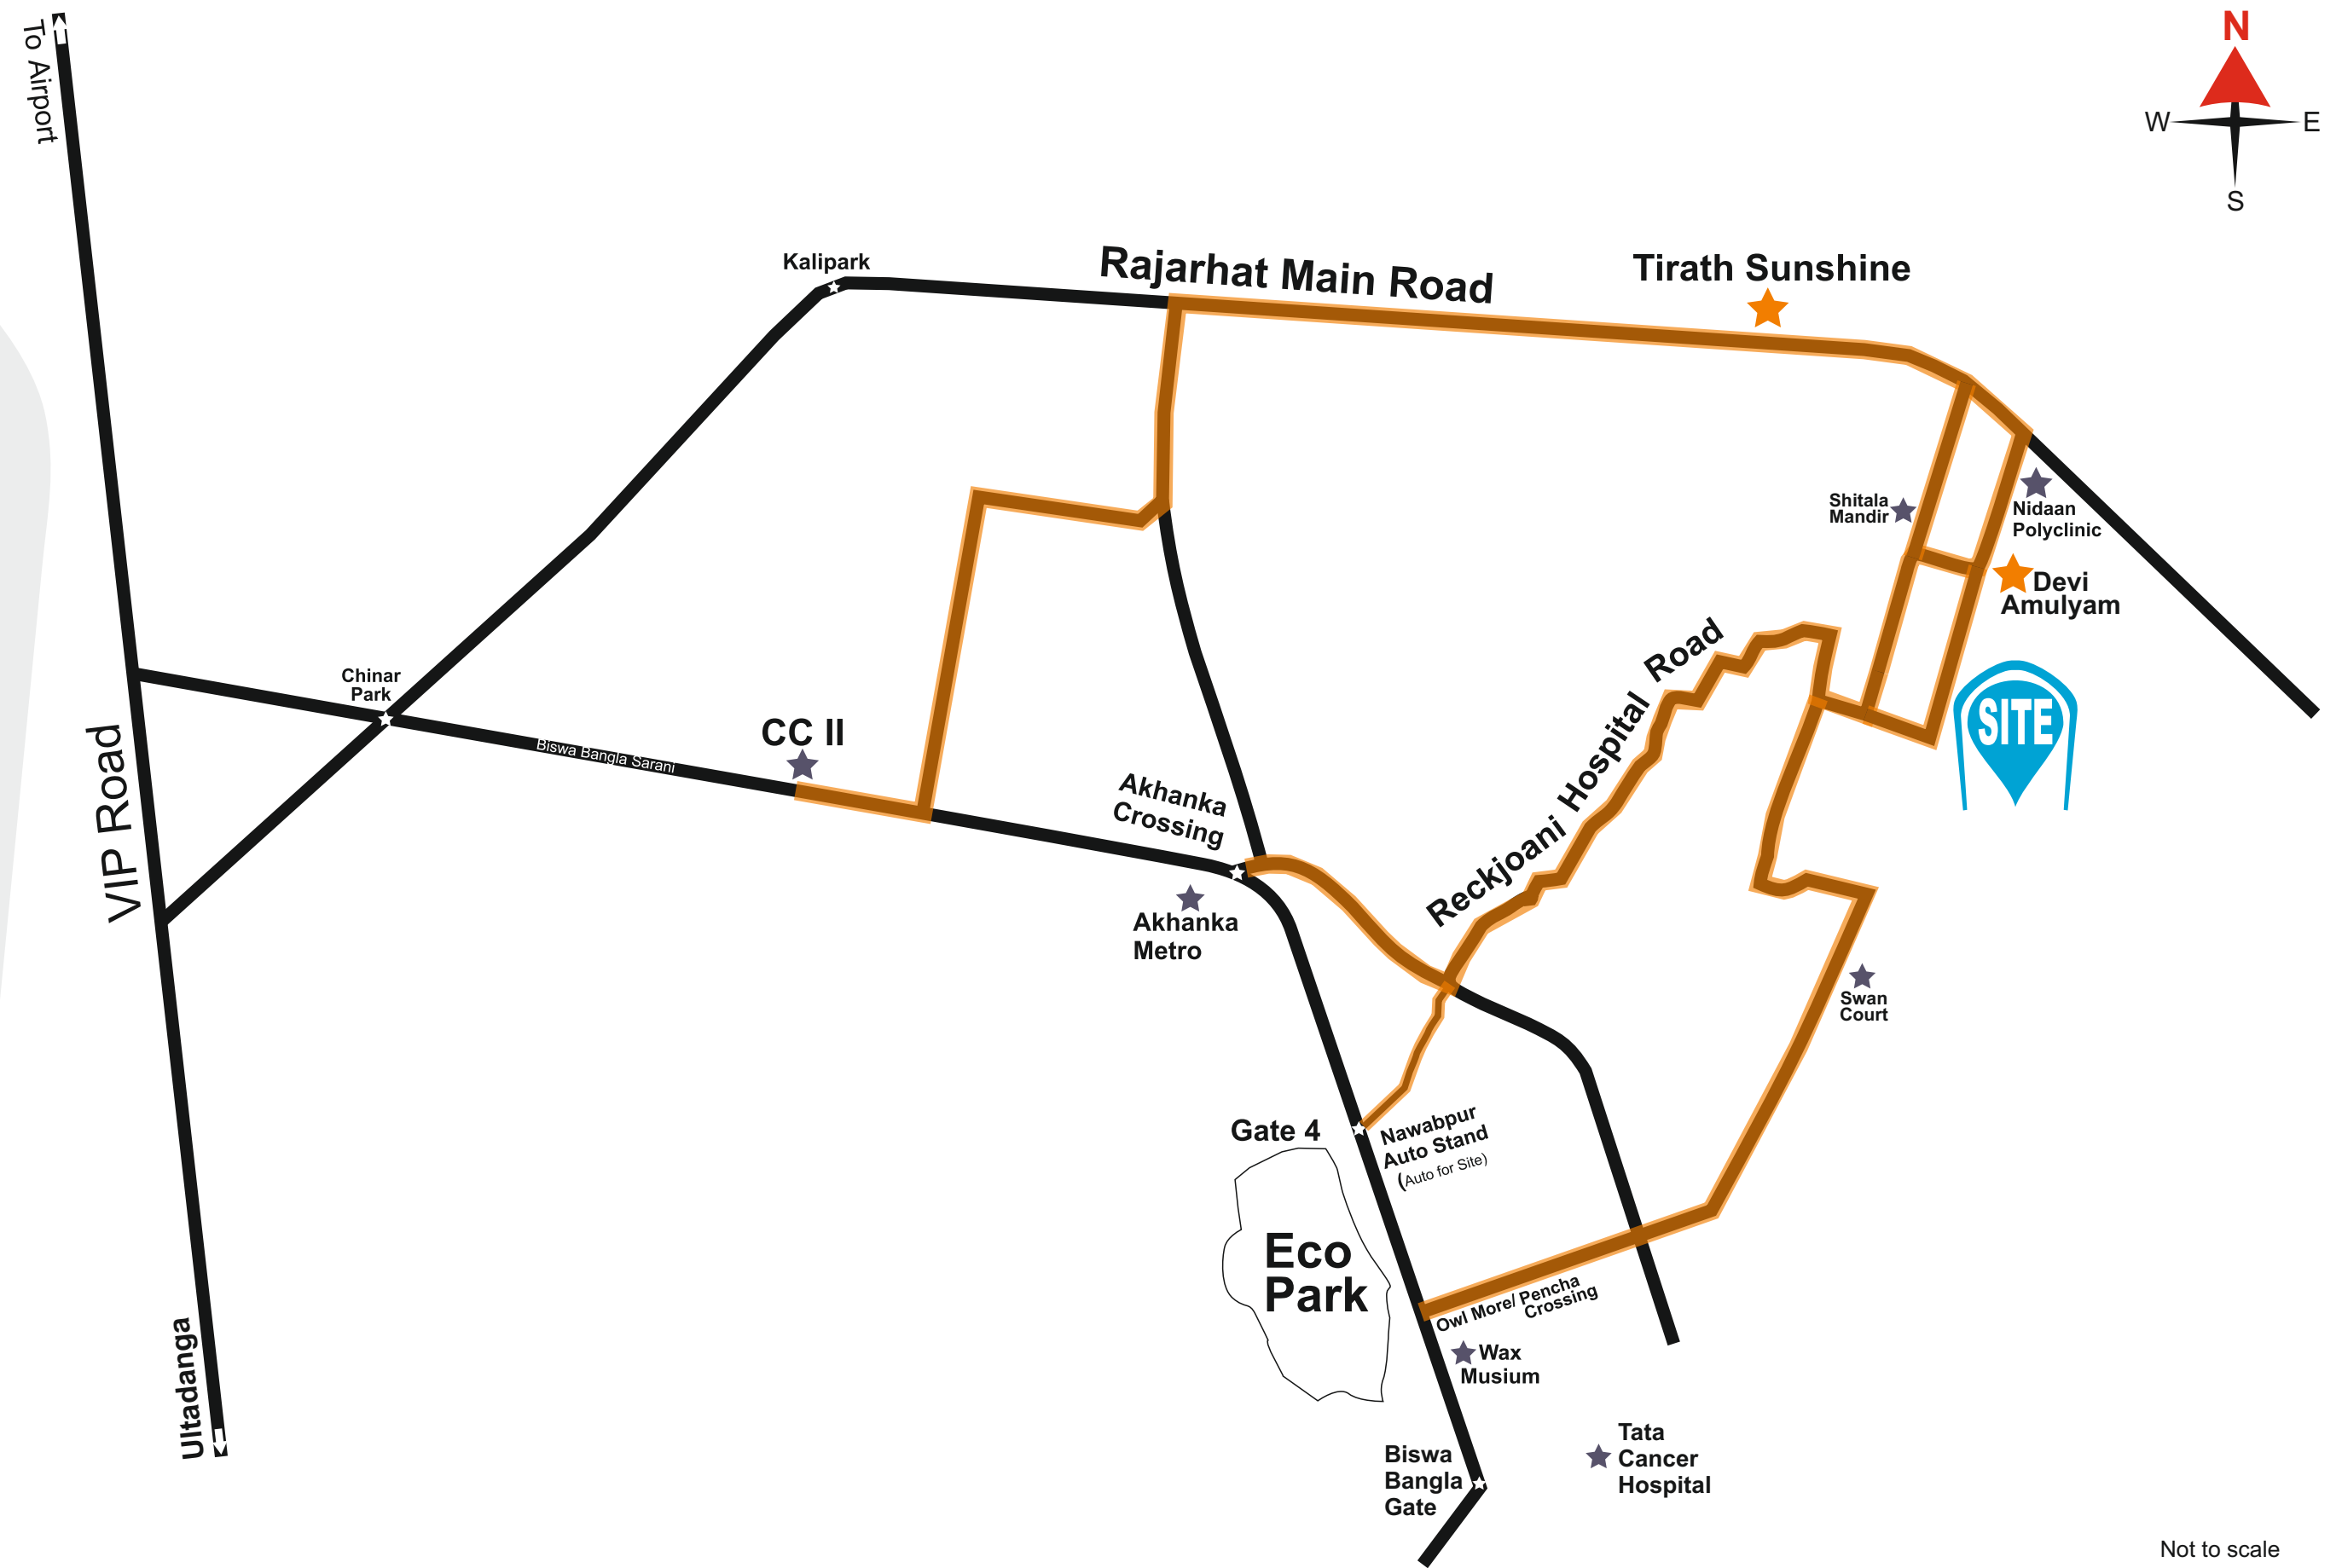 To Airport
N
W
E
S
Kalipark
Rajarhat Main Road
Tirath Sunshine
Shitala
Mandir
Nidaan
Polyclinic
Devi
Amulyam
SITE
Chinar
Park
Biswa Bangla Sarani
CC II
VIP Road
Akhanka
Crossing
Akhanka
Metro
Reckjoani Hospital Road
Swan
Court
Gate 4
Nawabpur
Auto Stand
(Auto for Site)
Eco
Park
Owl More/ Pencha
Crossing
Wax
Musium
Ultadanga
Biswa
Bangla
Gate
Tata
Cancer
Hospital
Not to scale